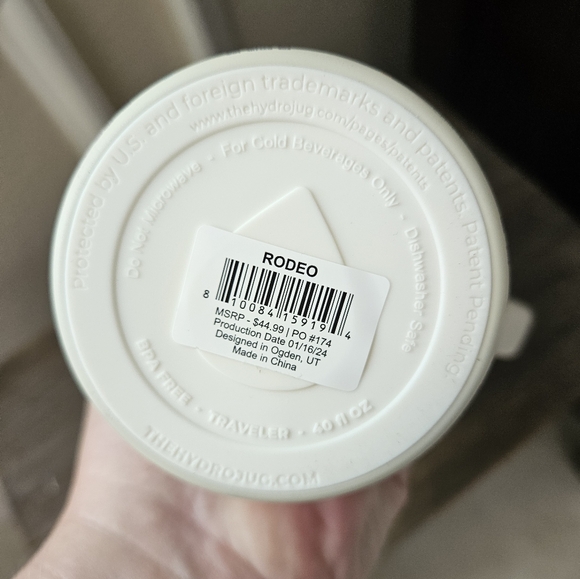 Protected by U.S. and foreign trademarks and patents. Patent Pending.
www.thehydrojug.com/pages/patents
Do Not Microwave - For Cold Beverages Only - Dishwasher Safe
RODEO
8 10084 15919 4
MSRP - $44.99 | PO #174
Production Date 01/16/24
Designed in Ogden, UT
Made in China
BPA FREE - TRAVELER - 40 fl oz
THEHYDROJUG.COM